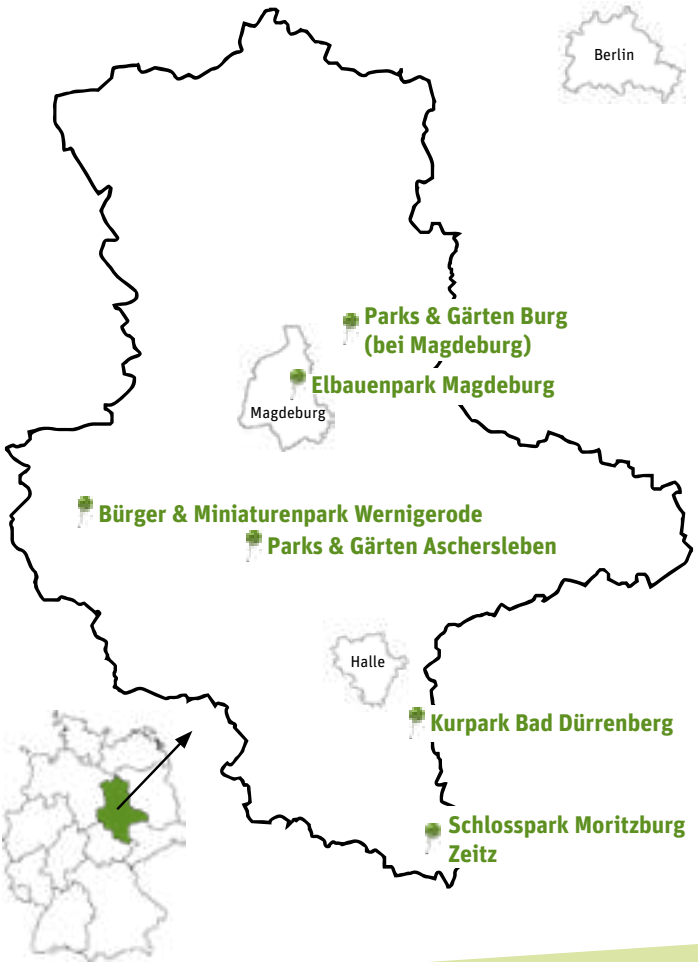 Berlin
Parks & Gärten Burg
(bei Magdeburg)
Elbauenpark Magdeburg
Magdeburg
Bürger & Miniaturenpark Wernigerode
Parks & Gärten Aschersleben
Halle
Kurpark Bad Dürrenberg
Schlosspark Moritzburg
Zeitz